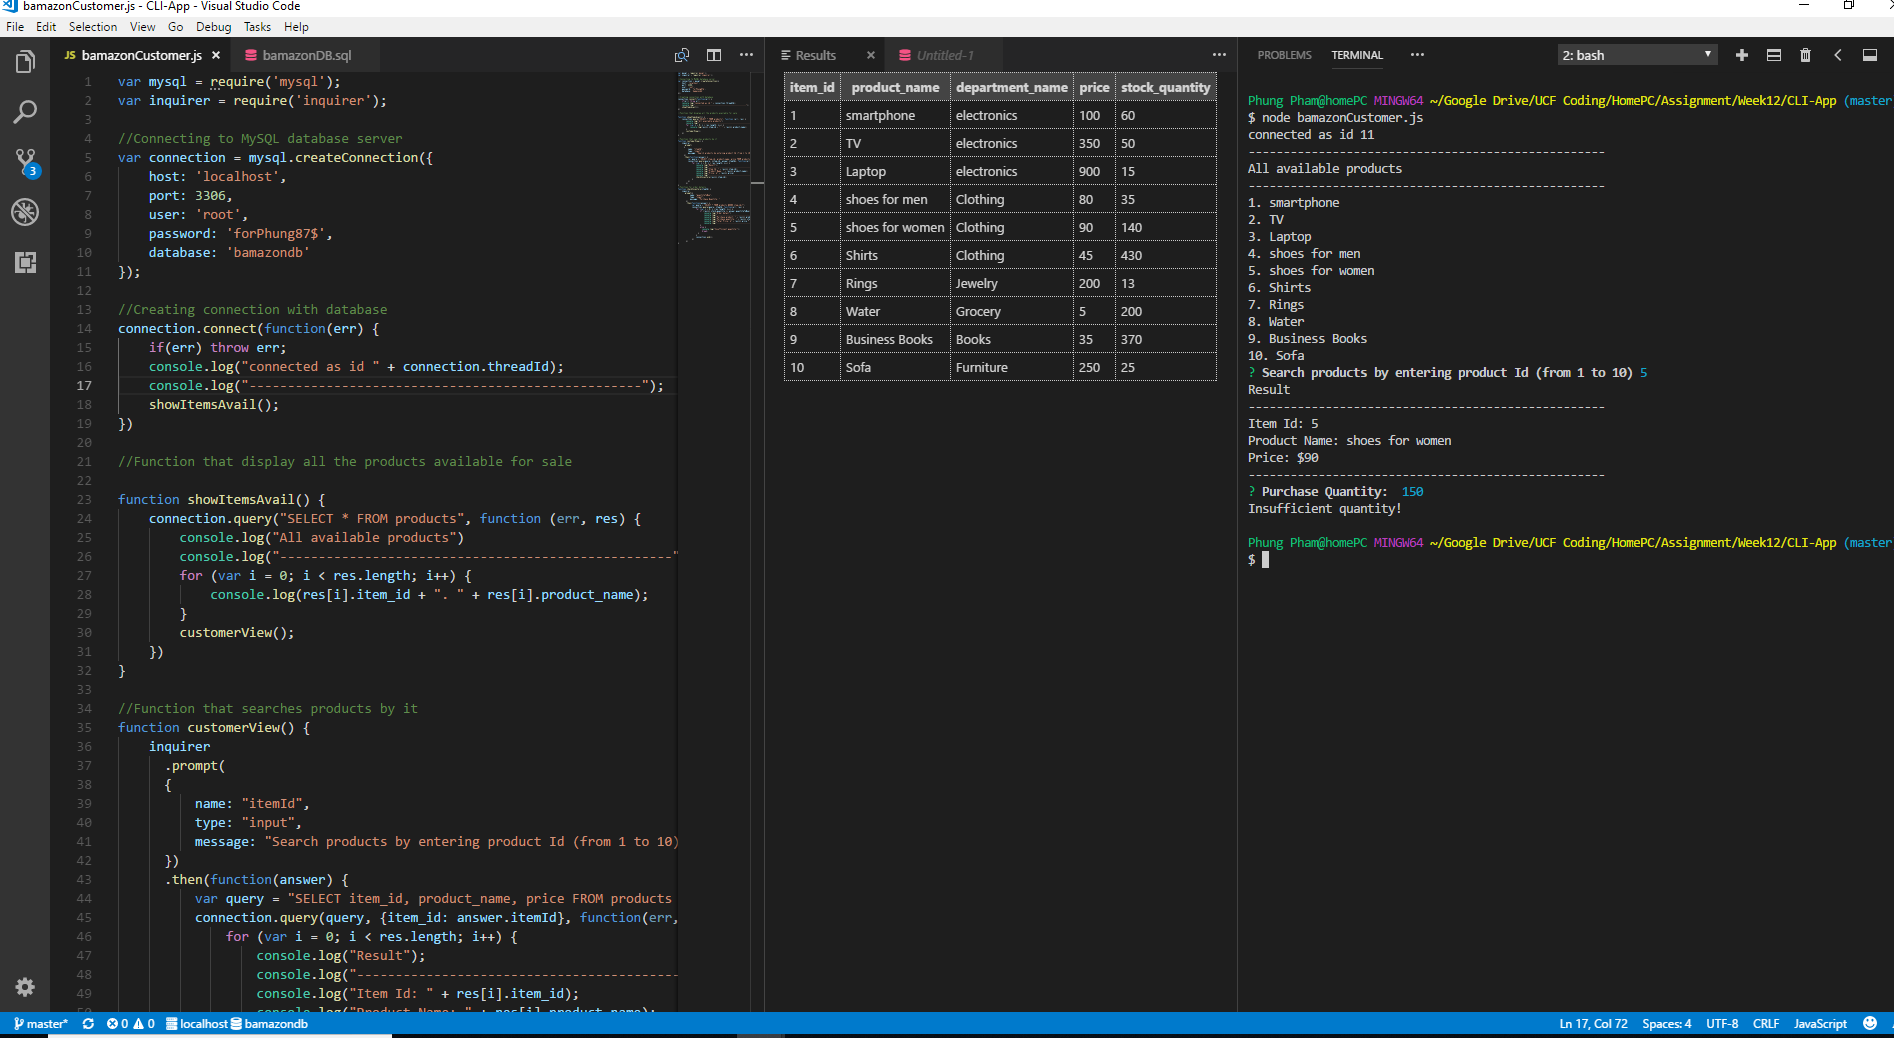 bamazonCustomer.js - CLI-App - Visual Studio Code
File Edit Selection View Go Debug Tasks Help
JS bamazonCustomer.js × bamazonDB.sql
1 var mysql = require('mysql');
2 var inquirer = require('inquirer');
3
4 //Connecting to MySQL database server
5 var connection = mysql.createConnection({
6 host: 'localhost',
7 port: 3306,
8 user: 'root',
9 password: 'forPhung87$',
10 database: 'bamazondb'
11 });
12
13 //Creating connection with database
14 connection.connect(function(err) {
15 if(err) throw err;
16 console.log("connected as id " + connection.threadId);
17 console.log("---------------------------------------------------");
18 showItemsAvail();
19 })
20
21 //Function that display all the products available for sale
22
23 function showItemsAvail() {
24 connection.query("SELECT * FROM products", function (err, res) {
25 console.log("All available products")
26 console.log("---------------------------------------------------"
27 for (var i = 0; i < res.length; i++) {
28 console.log(res[i].item_id + ". " + res[i].product_name);
29 }
30 customerView();
31 })
32 }
33
34 //Function that searches products by it
35 function customerView() {
36 inquirer
37 .prompt(
38 {
39 name: "itemId",
40 type: "input",
41 message: "Search products by entering product Id (from 1 to 10)
42 })
43 .then(function(answer) {
44 var query = "SELECT item_id, product_name, price FROM products
45 connection.query(query, {item_id: answer.itemId}, function(err,
46 for (var i = 0; i < res.length; i++) {
47 console.log("Result");
48 console.log("------------------------------------------
49 console.log("Item Id: " + res[i].item_id);
50 console.log("Product Name: " + res[i].product_name);
Results × Untitled-1
item_id product_name department_name price stock_quantity
1 smartphone electronics 100 60
2 TV electronics 350 50
3 Laptop electronics 900 15
4 shoes for men Clothing 80 35
5 shoes for women Clothing 90 140
6 Shirts Clothing 45 430
7 Rings Jewelry 200 13
8 Water Grocery 5 200
9 Business Books Books 35 370
10 Sofa Furniture 250 25
PROBLEMS TERMINAL ··· 2: bash
Phung Pham@homePC MINGW64 ~/Google Drive/UCF Coding/HomePC/Assignment/Week12/CLI-App (master
$ node bamazonCustomer.js
connected as id 11
---------------------------------------------------
All available products
---------------------------------------------------
1. smartphone
2. TV
3. Laptop
4. shoes for men
5. shoes for women
6. Shirts
7. Rings
8. Water
9. Business Books
10. Sofa
? Search products by entering product Id (from 1 to 10) 5
Result
---------------------------------------------------
Item Id: 5
Product Name: shoes for women
Price: $90
---------------------------------------------------
? Purchase Quantity: 150
Insufficient quantity!
Phung Pham@homePC MINGW64 ~/Google Drive/UCF Coding/HomePC/Assignment/Week12/CLI-App (master
$
3
master* 0 0 localhost bamazondb
Ln 17, Col 72 Spaces: 4 UTF-8 CRLF JavaScript